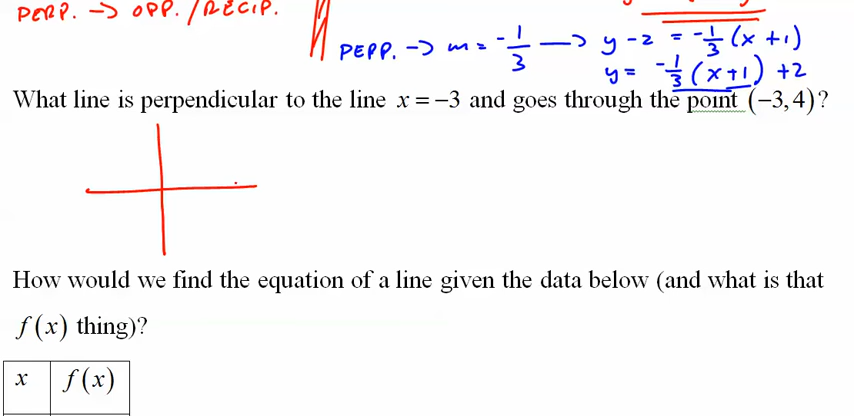 PERP. -> OPP./RECIP.
PERP. -> m = -1/3 -> y - 2 = -1/3 (x + 1)
y = -1/3 (x + 1) + 2
What line is perpendicular to the line x = −3 and goes through the point (−3, 4)?
How would we find the equation of a line given the data below (and what is that
f(x) thing)?
x f(x)